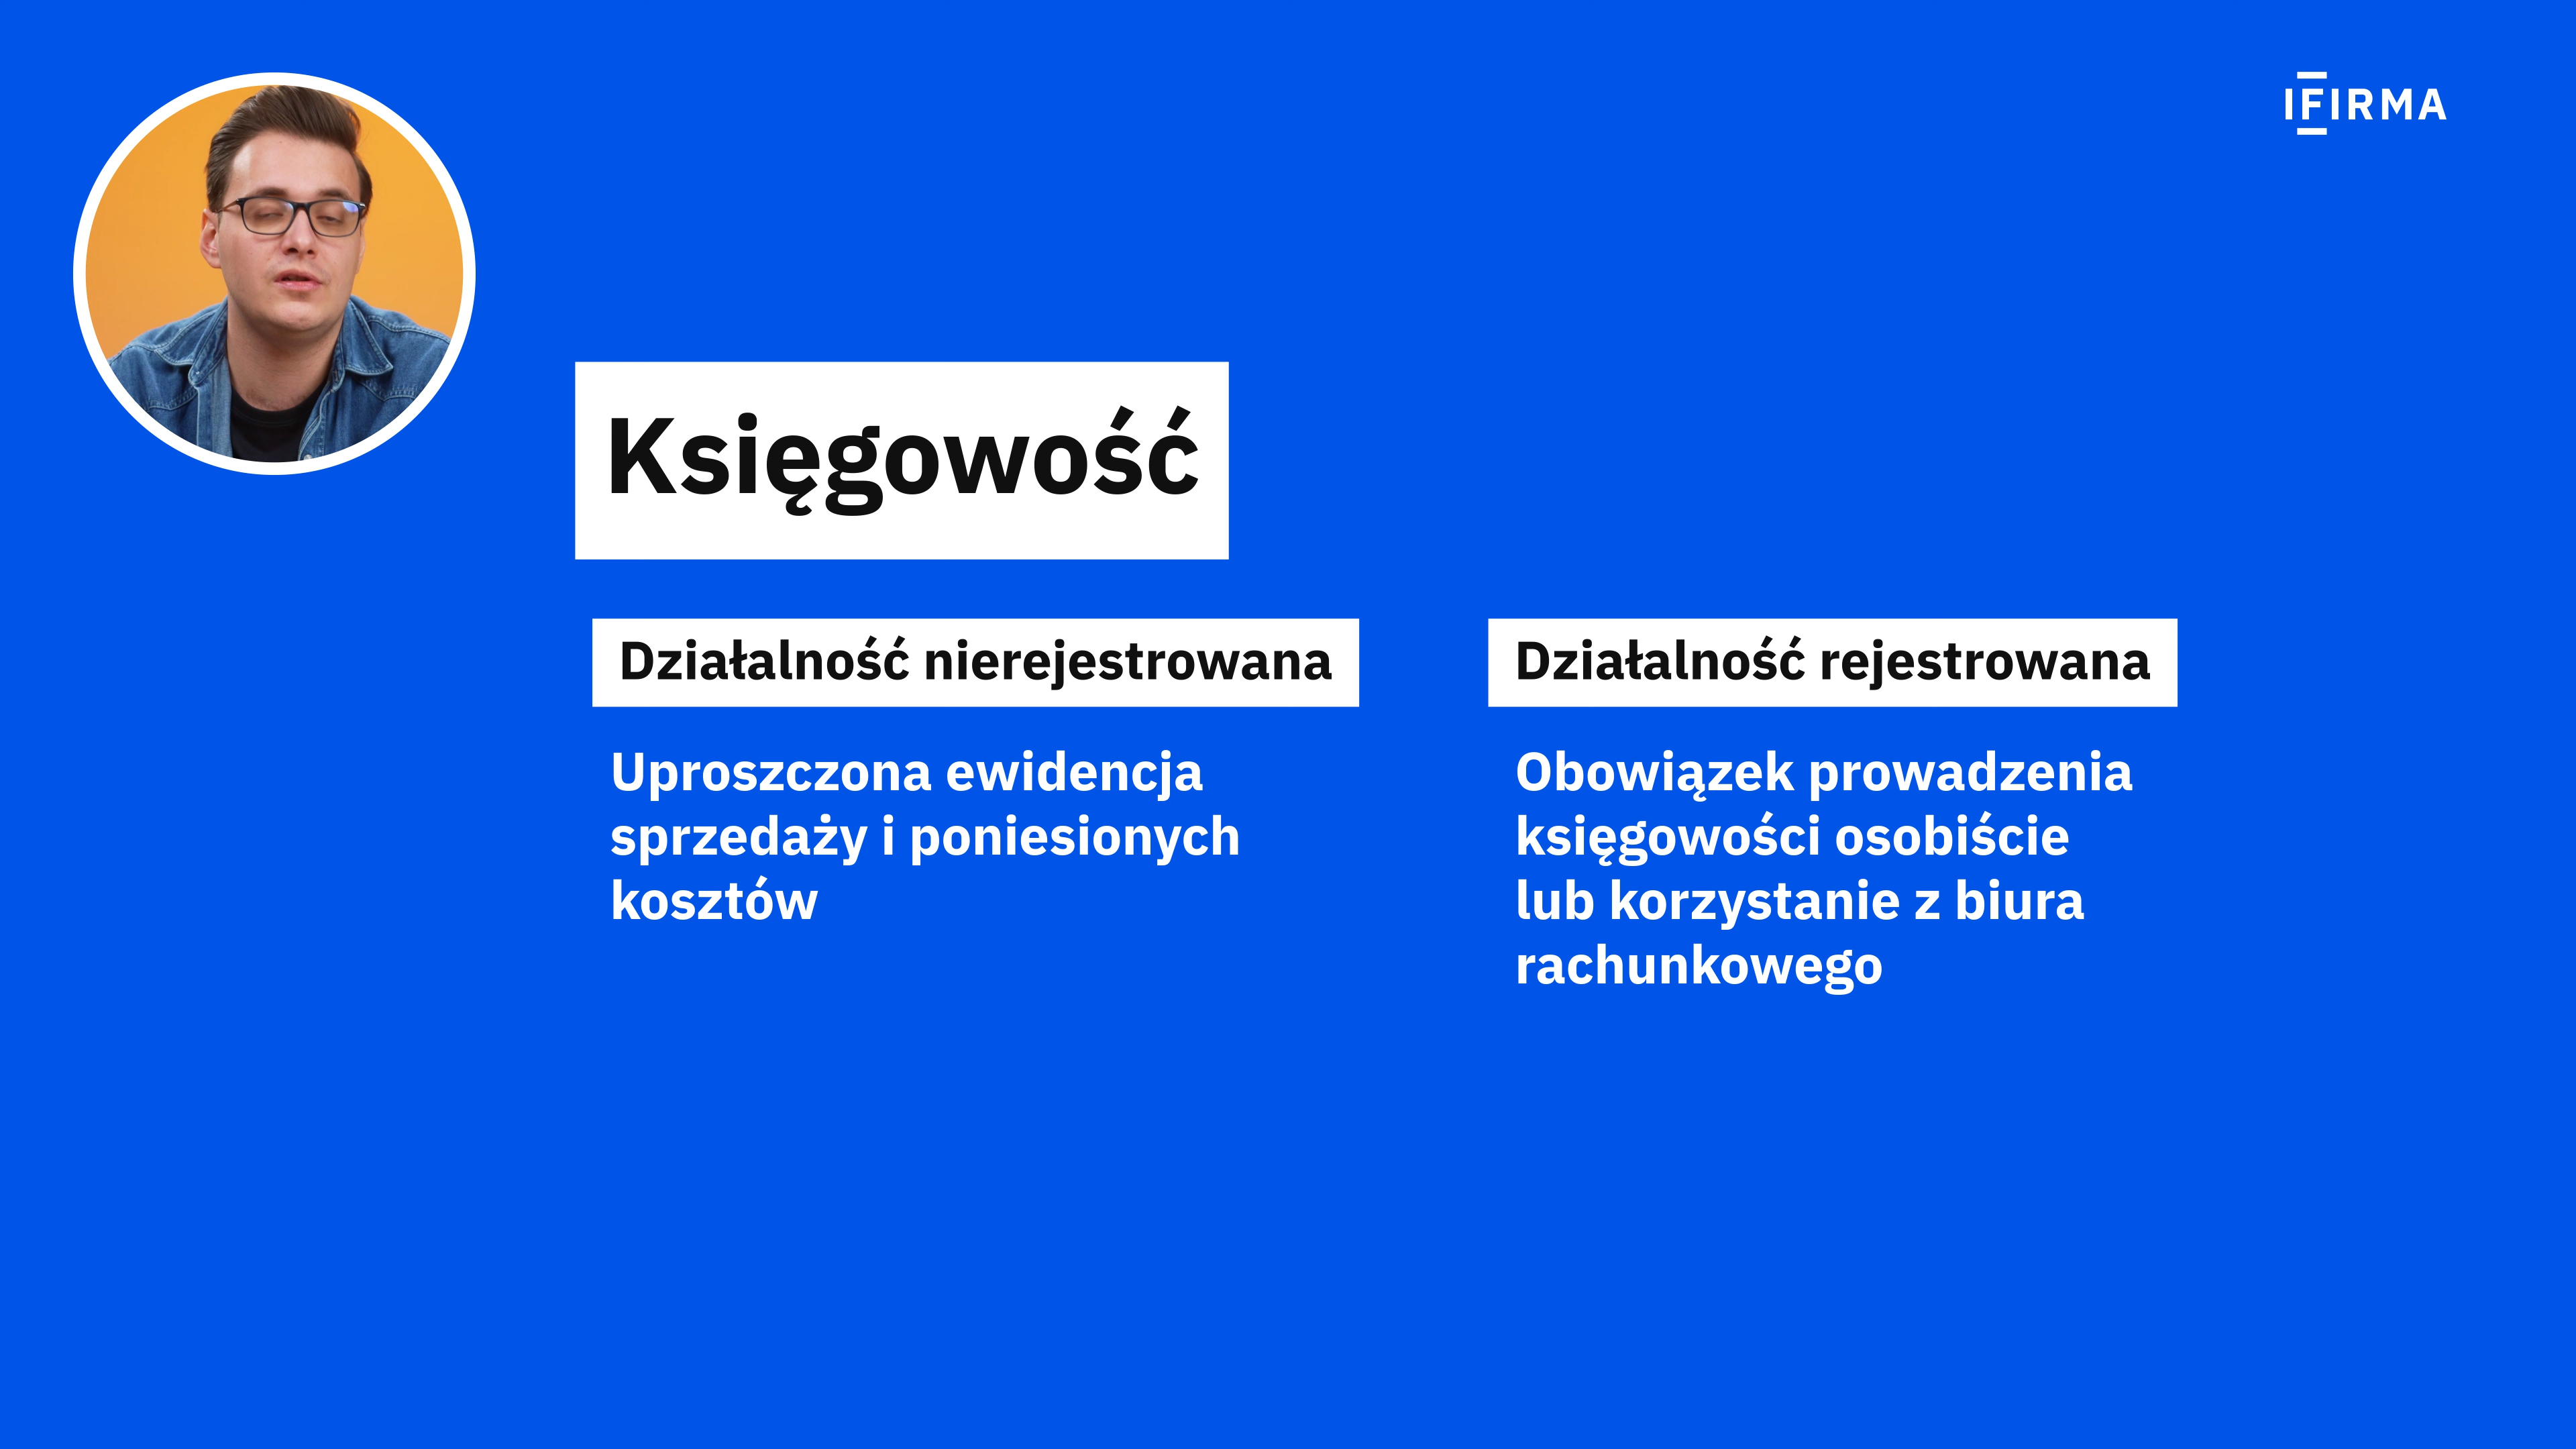 IFIRMA
Księgowość
Działalność nierejestrowana
Uproszczona ewidencja
sprzedaży i poniesionych
kosztów
Działalność rejestrowana
Obowiązek prowadzenia
księgowości osobiście
lub korzystanie z biura
rachunkowego